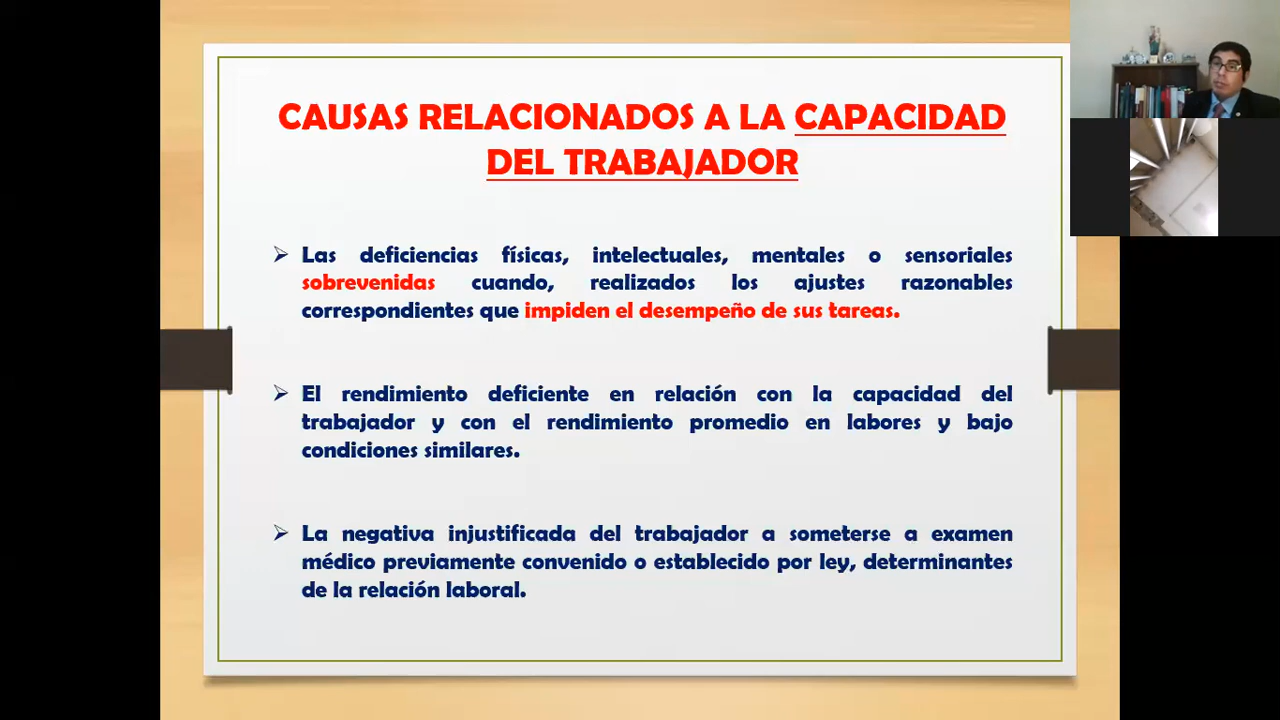 CAUSAS RELACIONADOS A LA CAPACIDAD
DEL TRABAJADOR
Las deficiencias físicas, intelectuales, mentales o sensoriales
sobrevenidas cuando, realizados los ajustes razonables
correspondientes que impiden el desempeño de sus tareas.
El rendimiento deficiente en relación con la capacidad del
trabajador y con el rendimiento promedio en labores y bajo
condiciones similares.
La negativa injustificada del trabajador a someterse a examen
médico previamente convenido o establecido por ley, determinantes
de la relación laboral.